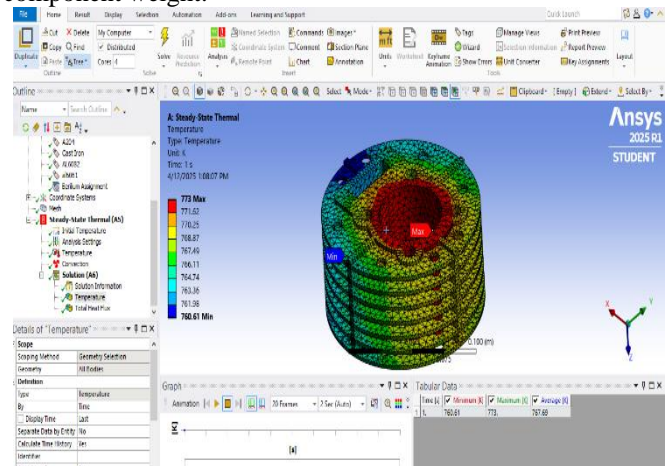 component weight.
File Home Result Display Selection Automation Add-ons Learning and Support Quick Launch
Duplicate Cut Delete My Computer
Copy Find Distributed
Paste Tree Cores 4
Outline
Solve
Analysis
Named Selection Commands Images
Coordinate System Comment Section Plane
Remote Point Chart Annotation
Insert
Units Worksheet Keyframe Animation
Tags
Wizard
Show Errors
Manage Views
Selection Information
Unit Converter
Print Preview
Report Preview
Key Assignments
Tools
Layout
Outline
Name Search Outline
Select Mode Clipboard [Empty] Extend Select By
Cast Iron
Coordinate Systems
Mesh
Steady-State Thermal (A5)
Initial Temperature
Analysis Settings
Temperature
Convection
Solution (A6)
Solution Information
Temperature
Total Heat Flux
A: Steady-State Thermal
Temperature
Type: Temperature
Unit: K
Time: 1 s
4/12/2025 1:08:07 PM
773 Max
771.62
770.25
768.87
767.49
766.11
764.74
763.36
761.98
760.61 Min
Ansys
2025 R1
STUDENT
Max
Min
0.100 (m)
X
Y
Z
Details of "Temperature"
Scope
Scoping Method Geometry Selection
Geometry All Bodies
Definition
Type Temperature
By Time
Display Time Last
Separate Data by Entity No
Calculate Time History Yes
Identifier
Graph
Animation 20 Frames 2 Sec (Auto)
[s]
Tabular Data
Time [s] Minimum [K] Maximum [K] Average [K]
1 1. 760.61 773. 767.69